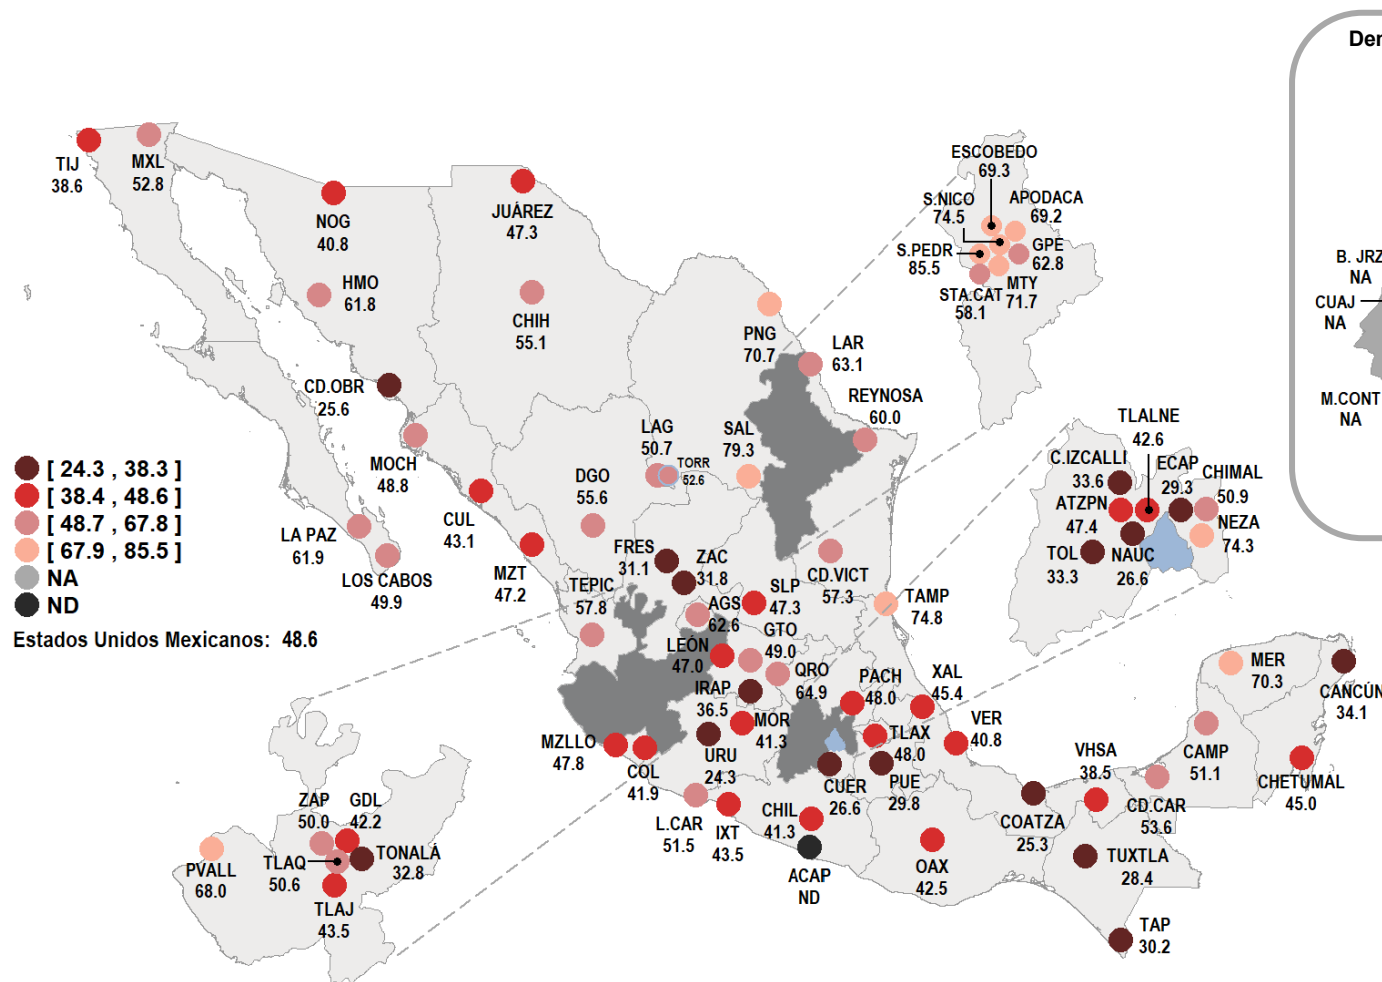 Den
TIJ
38.6
MXL
52.8
NOG
40.8
HMO
61.8
JUÁREZ
47.3
CHIH
55.1
CD.OBR
25.6
MOCH
48.8
LA PAZ
61.9
LOS CABOS
49.9
CUL
43.1
MZT
47.2
DGO
55.6
LAG
50.7
TORR
52.6
SAL
79.3
PNG
70.7
LAR
63.1
REYNOSA
60.0
ESCOBEDO
69.3
S.NICO
74.5
APODACA
69.2
S.PEDR
85.5
GPE
62.8
MTY
71.7
STA.CAT
58.1
B. JRZ
NA
CUAJ
NA
M.CONT
NA
TLALNE
42.6
C.IZCALLI
33.6
ECAP
29.3
CHIMAL
50.9
ATZPN
47.4
NEZA
74.3
TOL
33.3
NAUC
26.6
[ 24.3 , 38.3 ]
[ 38.4 , 48.6 ]
[ 48.7 , 67.8 ]
[ 67.9 , 85.5 ]
NA
ND
Estados Unidos Mexicanos: 48.6
FRES
31.1
ZAC
31.8
TEPIC
57.8
AGS
62.6
SLP
47.3
CD.VICT
57.3
TAMP
74.8
LEÓN
47.0
GTO
49.0
IRAP
36.5
QRO
64.9
PACH
48.0
XAL
45.4
MOR
41.3
MZLLO
47.8
COL
41.9
URU
24.3
TLAX
48.0
VER
40.8
CUER
26.6
PUE
29.8
L.CAR
51.5
IXT
43.5
CHIL
41.3
ACAP
ND
OAX
42.5
COATZA
25.3
VHSA
38.5
CD.CAR
53.6
CAMP
51.1
MER
70.3
CANCÚN
34.1
CHETUMAL
45.0
TUXTLA
28.4
TAP
30.2
ZAP
50.0
GDL
42.2
PVALL
68.0
TLAQ
50.6
TONALÁ
32.8
TLAJ
43.5